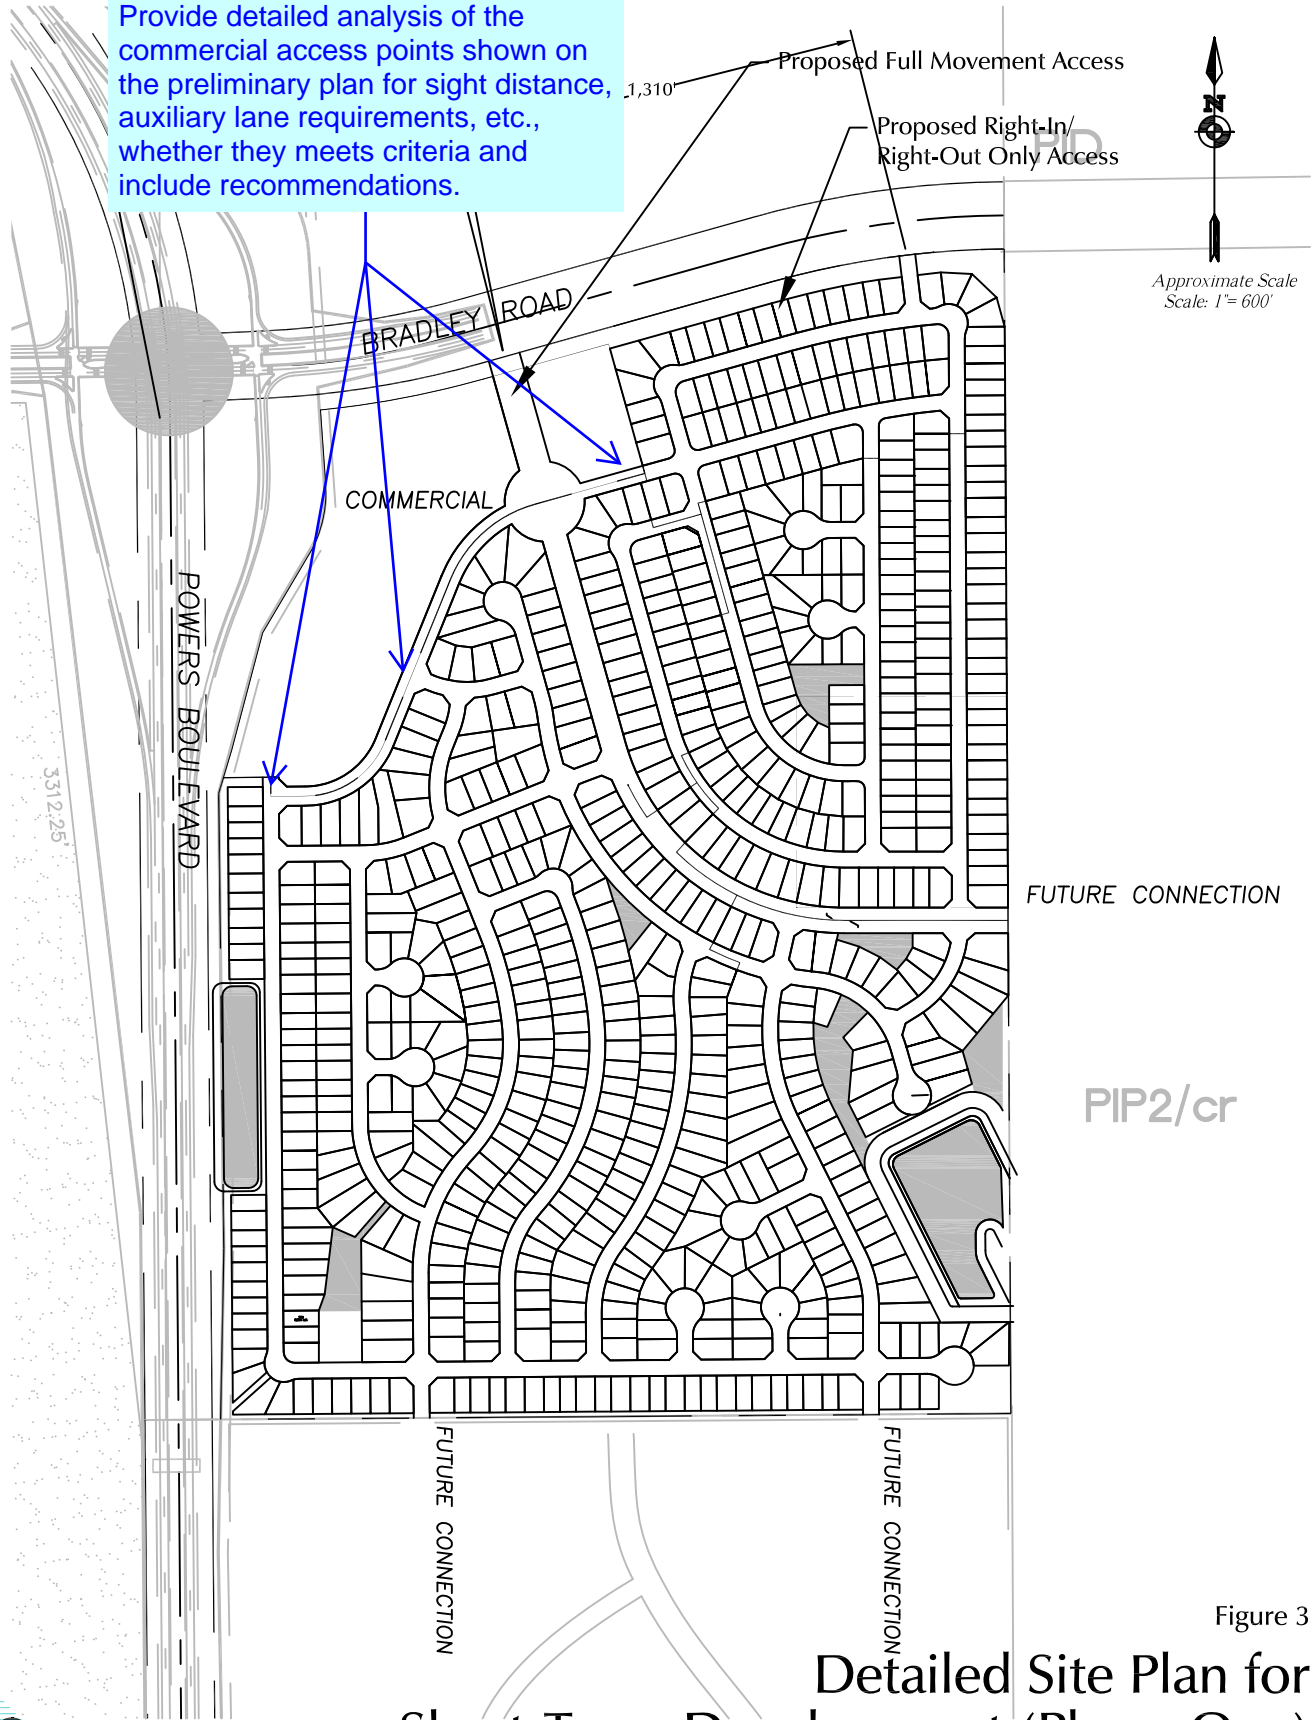 Provide detailed analysis of the
commercial access points shown on
the preliminary plan for sight distance,
auxiliary lane requirements, etc.,
whether they meets criteria and
include recommendations.
1,310'
Proposed Full Movement Access
Proposed Right-In/
Right-Out Only Access
PID
N
Approximate Scale
Scale: 1"= 600'
BRADLEY ROAD
COMMERCIAL
POWERS BOULEVARD
3312.25'
FUTURE CONNECTION
PIP2/cr
FUTURE CONNECTION
FUTURE CONNECTION
Figure 3
Detailed Site Plan for